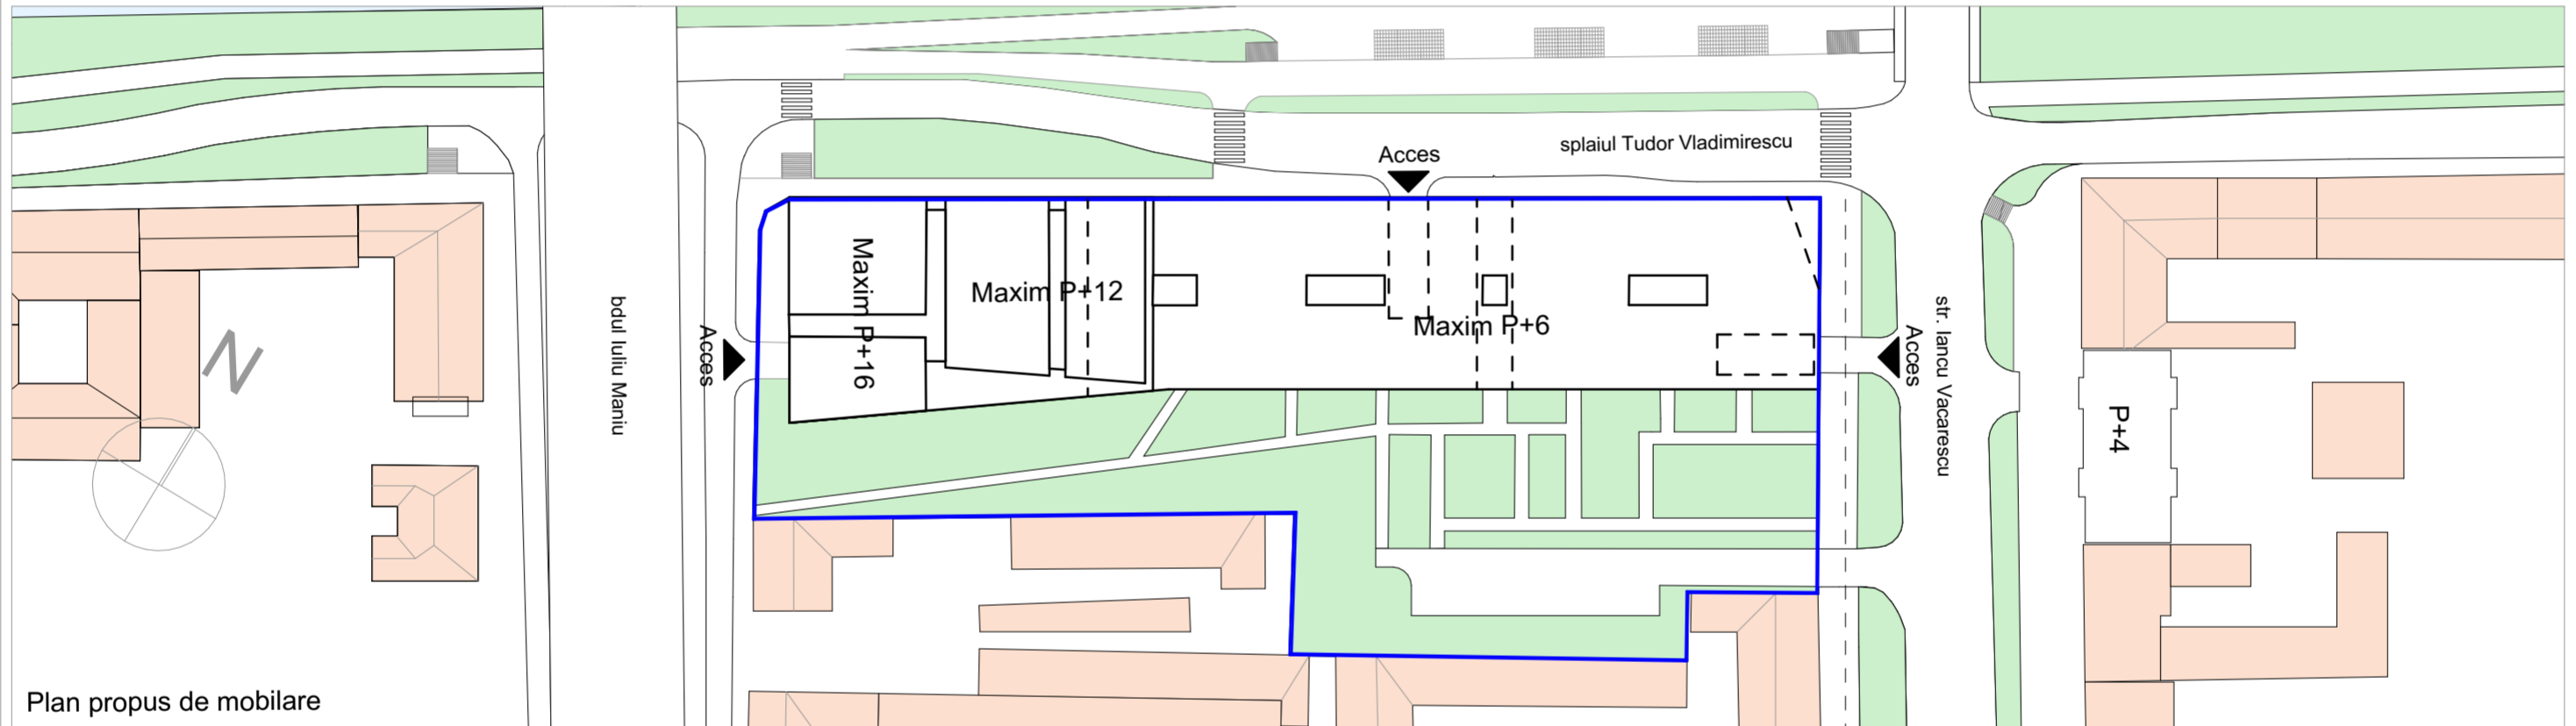 splaiul Tudor Vladimirescu
Acces
Maxim P+16
Maxim P+12
Maxim P+6
Acces
bdul Iuliu Maniu
Acces
str. Iancu Vacarescu
P+4
N
Plan propus de mobilare